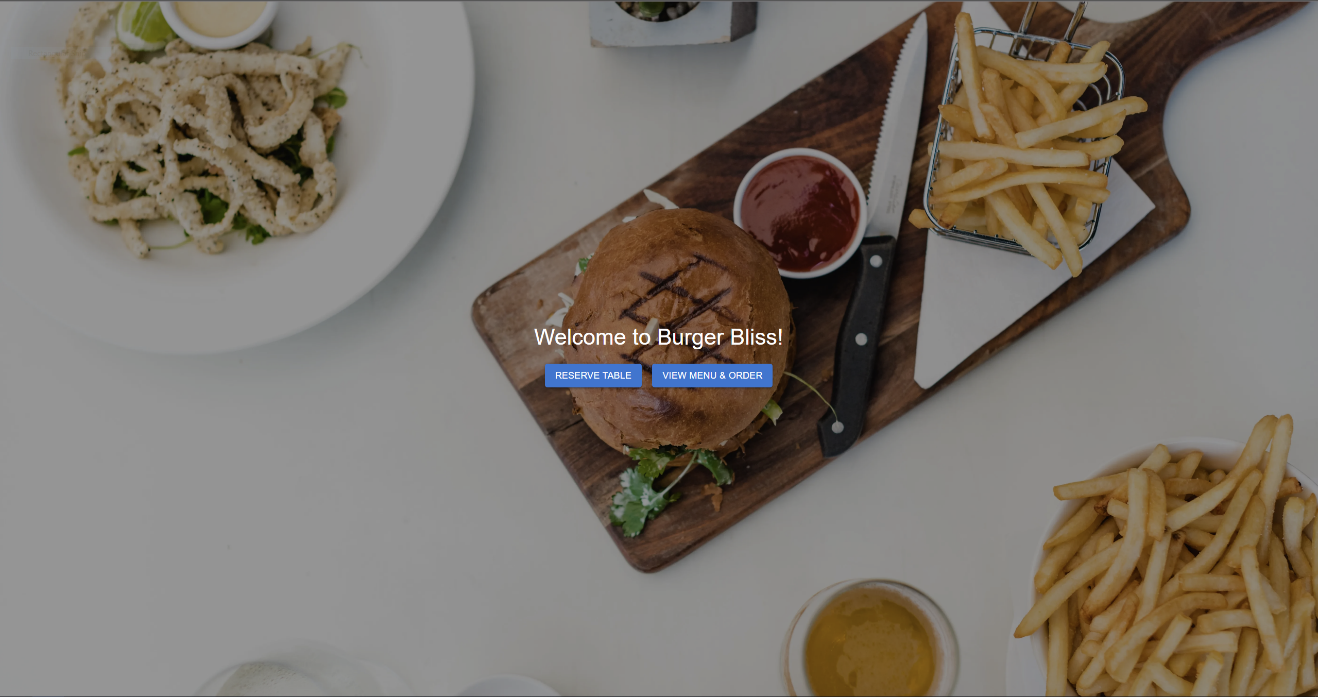 Welcome to Burger Bliss!
RESERVE TABLE
VIEW MENU & ORDER